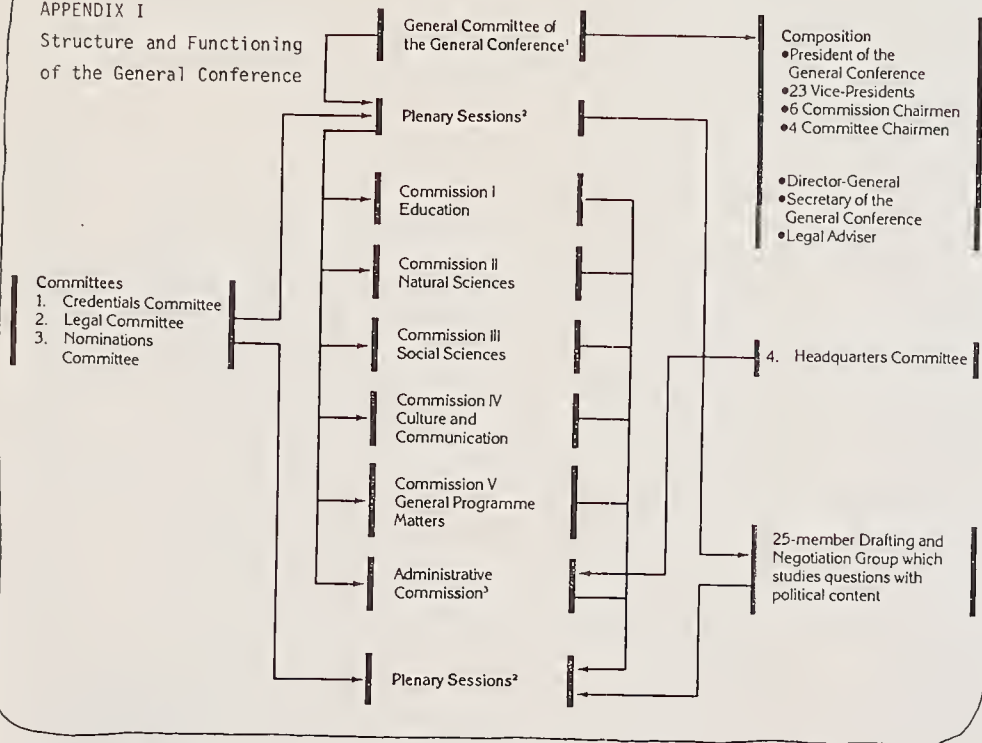 APPENDIX I
Structure and Functioning
of the General Conference
General Committee of
the General Conference¹
Plenary Sessions²
Commission I
Education
Commission II
Natural Sciences
Commission III
Social Sciences
Commission IV
Culture and
Communication
Commission V
General Programme
Matters
Administrative
Commission³
Plenary Sessions²
Committees
1. Credentials Committee
2. Legal Committee
3. Nominations
Committee
Composition
•President of the
General Conference
•23 Vice-Presidents
•6 Commission Chairmen
•4 Committee Chairmen
•Director-General
•Secretary of the
General Conference
•Legal Adviser
4. Headquarters Committee
25-member Drafting and
Negotiation Group which
studies questions with
political content